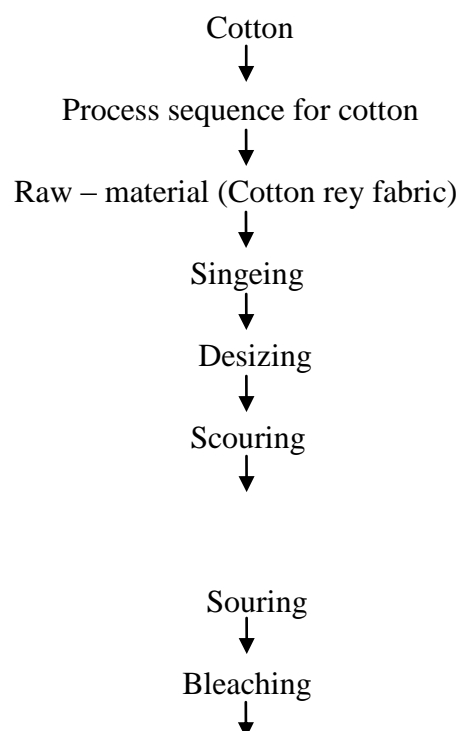 Cotton
Process sequence for cotton
Raw – material (Cotton rey fabric)
Singeing
Desizing
Scouring
Souring
Bleaching